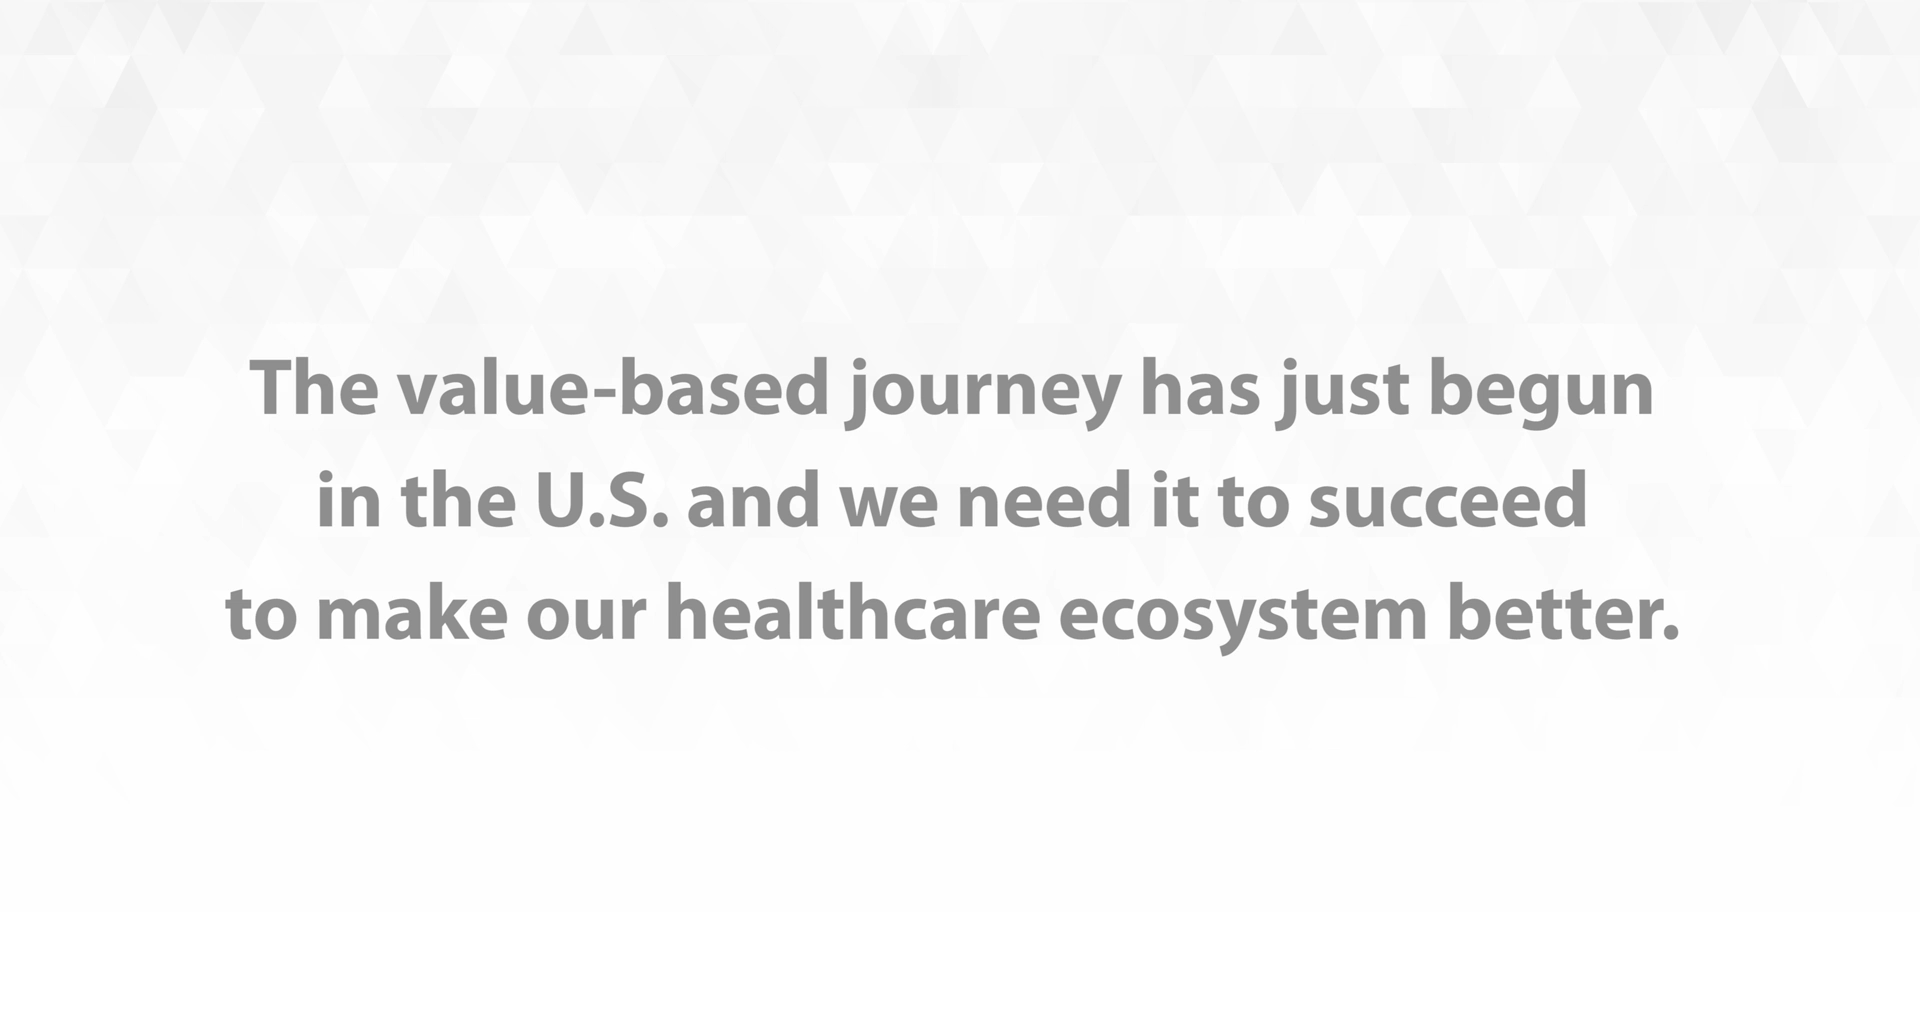 The value-based journey has just begun
in the U.S. and we need it to succeed
to make our healthcare ecosystem better.